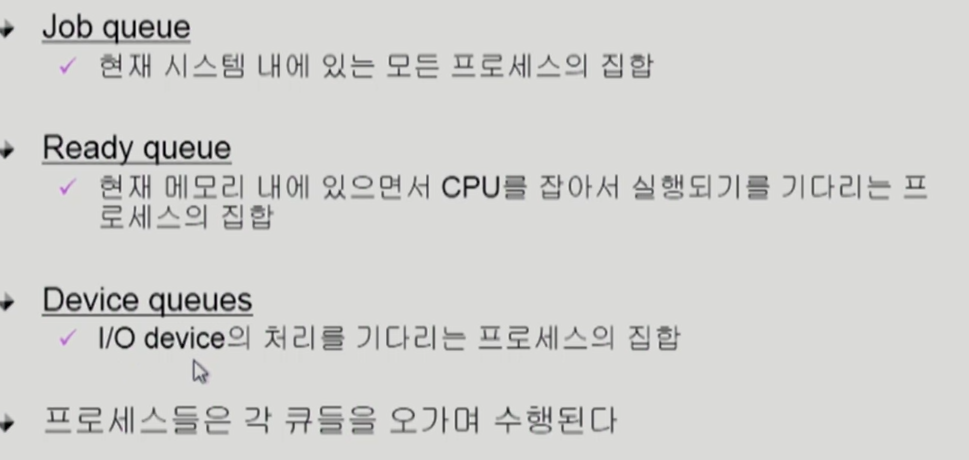 Job queue
현재 시스템 내에 있는 모든 프로세스의 집합
Ready queue
현재 메모리 내에 있으면서 CPU를 잡아서 실행되기를 기다리는 프
로세스의 집합
Device queues
I/O device의 처리를 기다리는 프로세스의 집합
프로세스들은 각 큐들을 오가며 수행된다